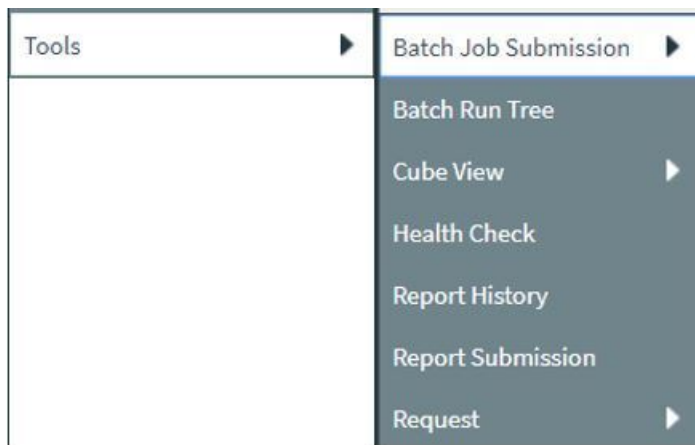 Tools
Batch Job Submission
Batch Run Tree
Cube View
Health Check
Report History
Report Submission
Request